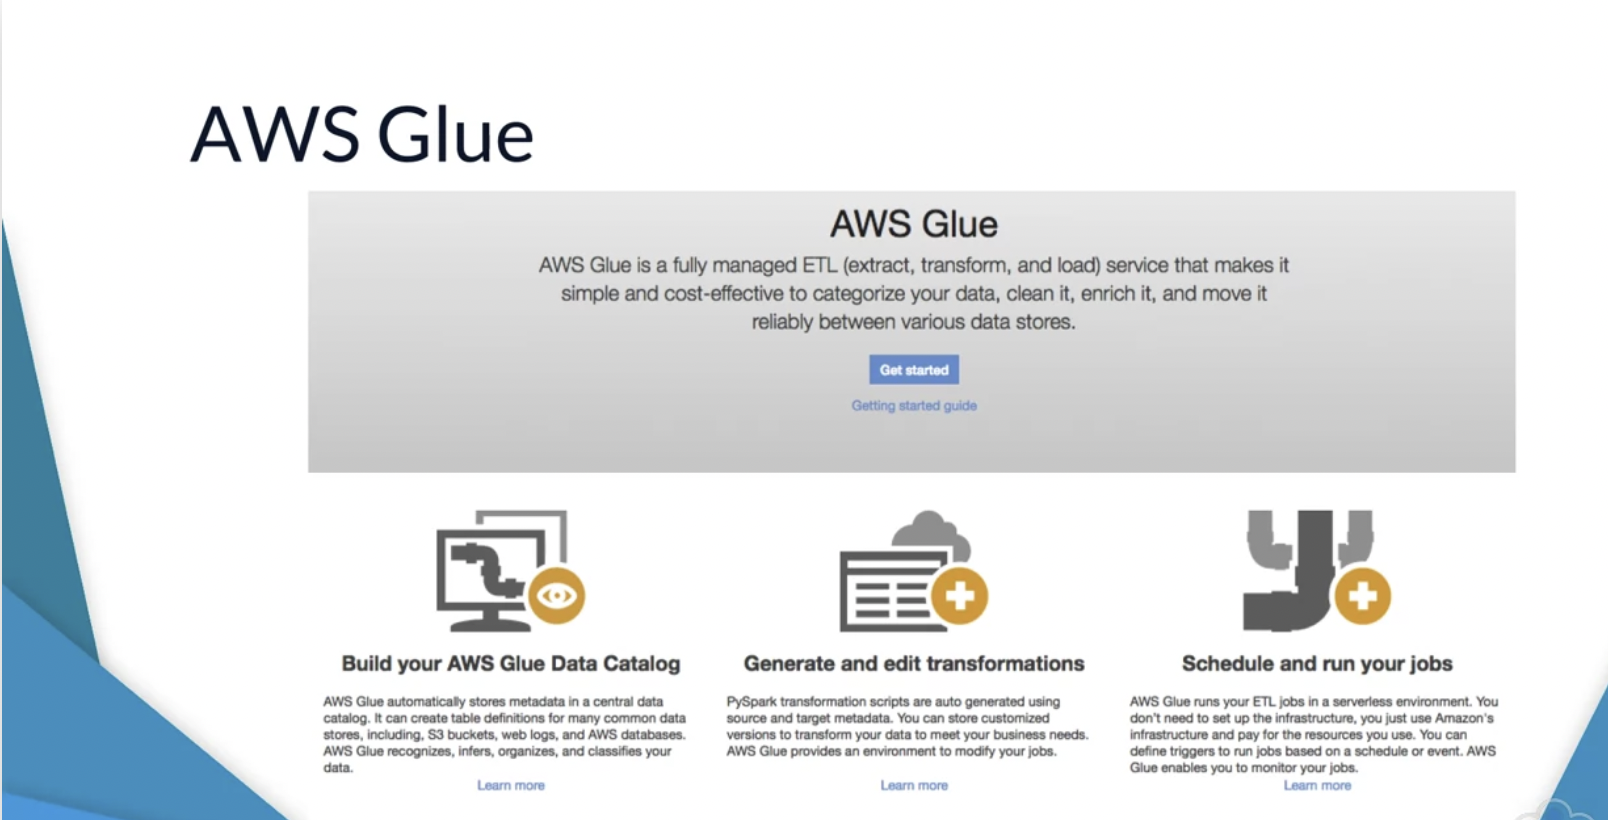 AWS Glue
AWS Glue
AWS Glue is a fully managed ETL (extract, transform, and load) service that makes it
simple and cost-effective to categorize your data, clean it, enrich it, and move it
reliably between various data stores.
Get started
Getting started guide
Build your AWS Glue Data Catalog
AWS Glue automatically stores metadata in a central data
catalog. It can create table definitions for many common data
stores, including, S3 buckets, web logs, and AWS databases.
AWS Glue recognizes, infers, organizes, and classifies your
data.
Learn more
Generate and edit transformations
PySpark transformation scripts are auto generated using
source and target metadata. You can store customized
versions to transform your data to meet your business needs.
AWS Glue provides an environment to modify your jobs.
Learn more
Schedule and run your jobs
AWS Glue runs your ETL jobs in a serverless environment. You
don't need to set up the infrastructure, you just use Amazon's
infrastructure and pay for the resources you use. You can
define triggers to run jobs based on a schedule or event. AWS
Glue enables you to monitor your jobs.
Learn more